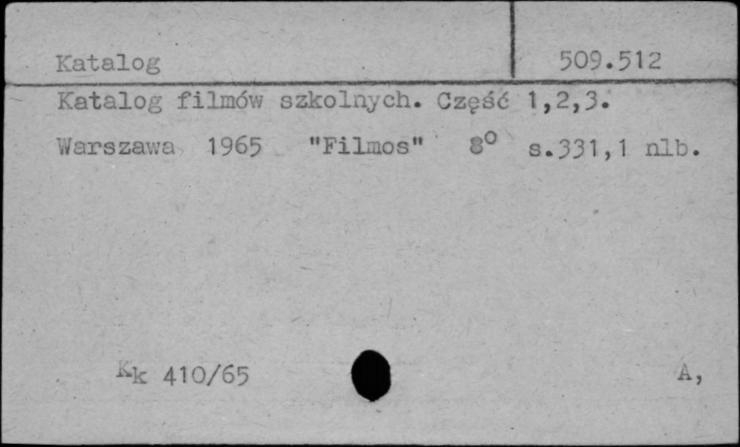 Katalog 509.512
Katalog filmów szkolnych. Część 1,2,3.
Warszawa 1965 "Filmos" 8° s.331,1 nlb.
Kk 410/65 A,